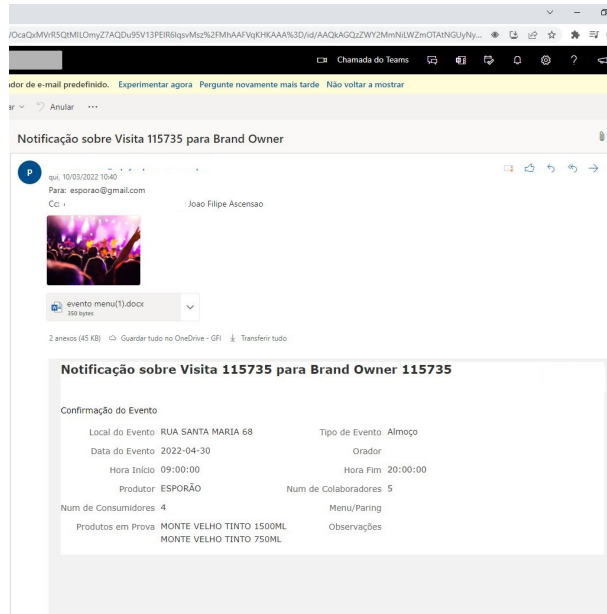 /OcaQxMVrR5QtMILOmyZ7AQDu95V13PEIR6IqsvMsz%2FMhAAFVqKHKAAA%3D/id/AAQkAGQzZWY2MmNiLWZmOTAtNGUyNy...
Chamada do Teams
dor de e-mail predefinido. Experimentar agora Pergunte novamente mais tarde Não voltar a mostrar
ar Anular ...
Notificação sobre Visita 115735 para Brand Owner
P
qui, 10/03/2022 10:40
Para: esporao@gmail.com
Cc: Joao Filipe Ascensao
evento menu(1).docx
350 bytes
2 anexos (45 KB) Guardar tudo no OneDrive - GFI Transferir tudo
Notificação sobre Visita 115735 para Brand Owner 115735
Confirmação do Evento
Local do Evento RUA SANTA MARIA 68 Tipo de Evento Almoço
Data do Evento 2022-04-30 Orador
Hora Início 09:00:00 Hora Fim 20:00:00
Produtor ESPORÃO Num de Colaboradores 5
Num de Consumidores 4 Menu/Paring
Produtos em Prova MONTE VELHO TINTO 1500ML Observações
MONTE VELHO TINTO 750ML